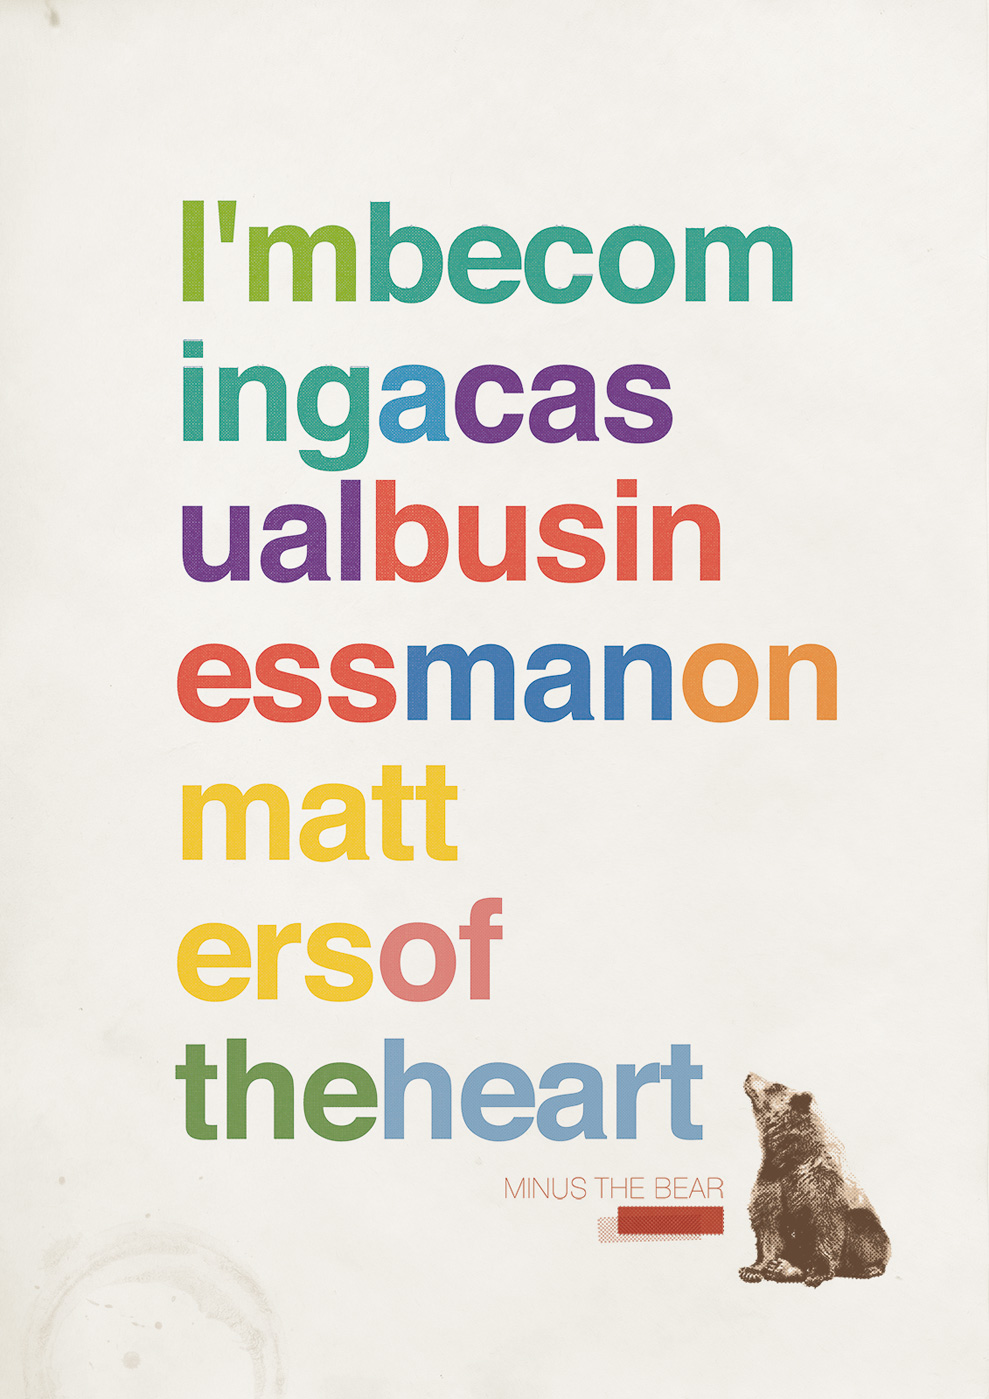 I'mbecom
ingacas
ualbusin
essmanon
matt
ersof
theheart
MINUS THE BEAR